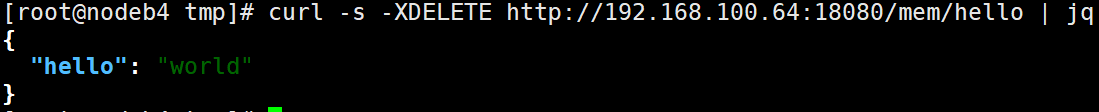 [root@nodeb4 tmp]# curl -s -XDELETE http://192.168.100.64:18080/mem/hello | jq
{
  "hello": "world"
}